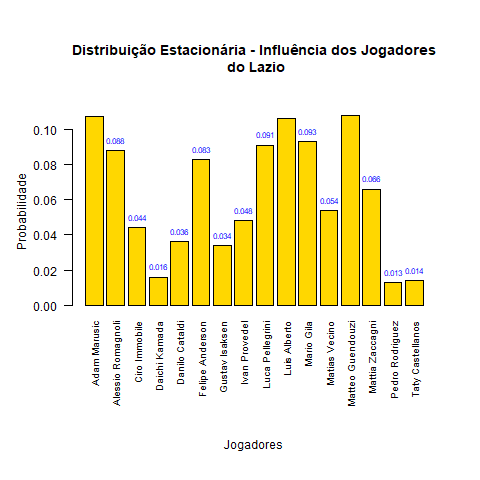 Distribuição Estacionária - Influência dos Jogadores
do Lazio
Probabilidade
0.10
0.08
0.06
0.04
0.02
0.00
0.088
0.044
0.016
0.036
0.083
0.034
0.048
0.091
0.093
0.054
0.066
0.013
0.014
Adam Marusic
Alessio Romagnoli
Ciro Immobile
Daichi Kamada
Danilo Cataldi
Felipe Anderson
Gustav Isaksen
Ivan Provedel
Luca Pellegrini
Luis Alberto
Mario Gila
Matias Vecino
Matteo Guendouzi
Mattia Zaccagni
Pedro Rodriguez
Taty Castellanos
Jogadores